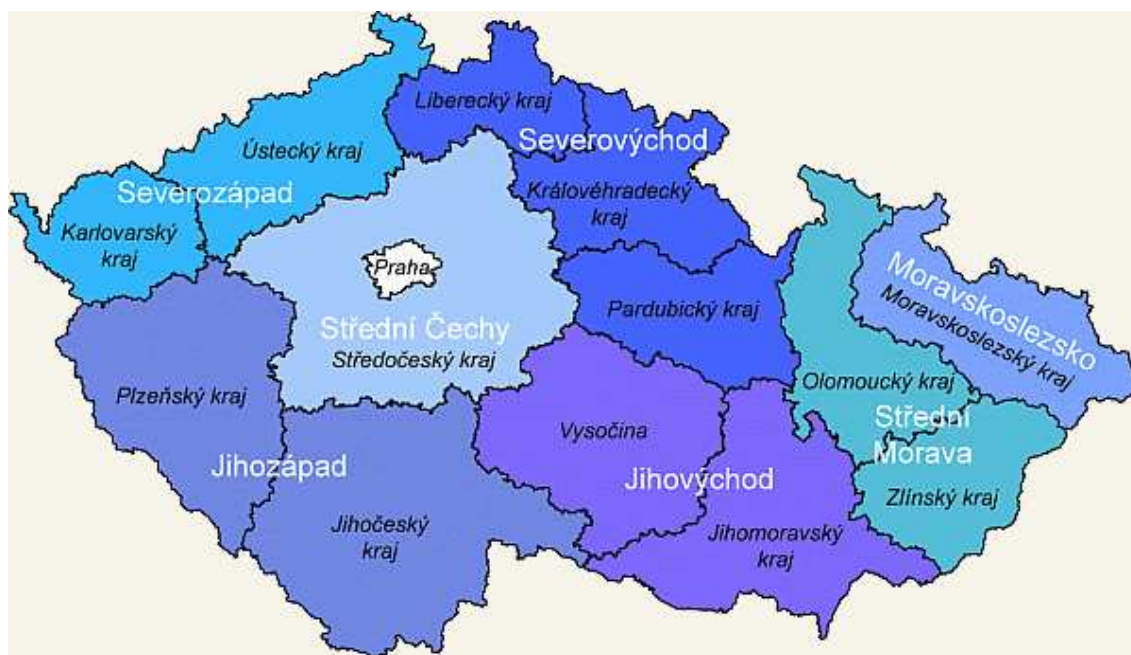 Liberecký kraj
Severovýchod
Ústecký kraj
Severozápad
Královéhradecký
kraj
Karlovarský
kraj
Praha
Moravskoslezsko
Moravskoslezský kraj
Pardubický kraj
Střední Čechy
Středočeský kraj
Plzeňský kraj
Olomoucký kraj
Střední
Morava
Vysočina
Jihozápad
Jihovýchod
Zlínský kraj
Jihočeský
kraj
Jihomoravský
kraj